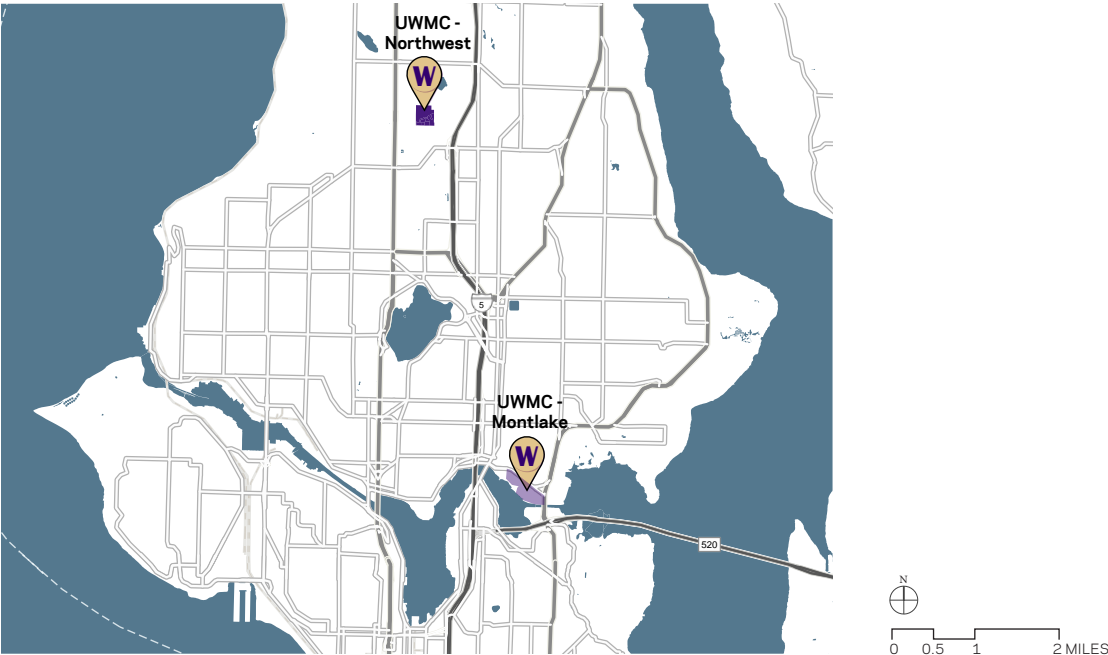 UWMC -
Northwest
W
5
UWMC -
Montlake
W
520
N
0 0.5 1 2 MILES